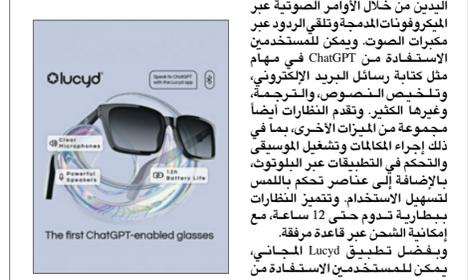 اليدين من خلال الأوامر الصوتية عبر
الميكروفونات المدمجة وتلقي الردود عبر
مكبرات الصوت. ويمكن للمستخدمين
الاستفادة من ChatGPT في مهام
مثل كتابة رسائل البريد الإلكتروني،
وتلخيص النصوص، والترجمة،
وغيرها الكثير. وتقدم النظارات أيضاً
مجموعة من الميزات الأخرى، بما في
ذلك إجراء المكالمات وتشغيل الموسيقى
والتحكم في التطبيقات عبر البلوتوث،
بالإضافة إلى عناصر تحكم باللمس
لتسهيل الاستخدام. وتتميز النظارات
ببطارية تدوم حتى 12 ساعة، مع
إمكانية الشحن عبر قاعدة مرفقة.
وبفضل تطبيق Lucyd المجاني،
يمكن للمستخدمين الاستفادة من
lucyd
Speak to ChatGPT
with the Lucyd app
Clear
Microphones
Powerful
Speakers
12h
Battery Life
The first ChatGPT-enabled glasses